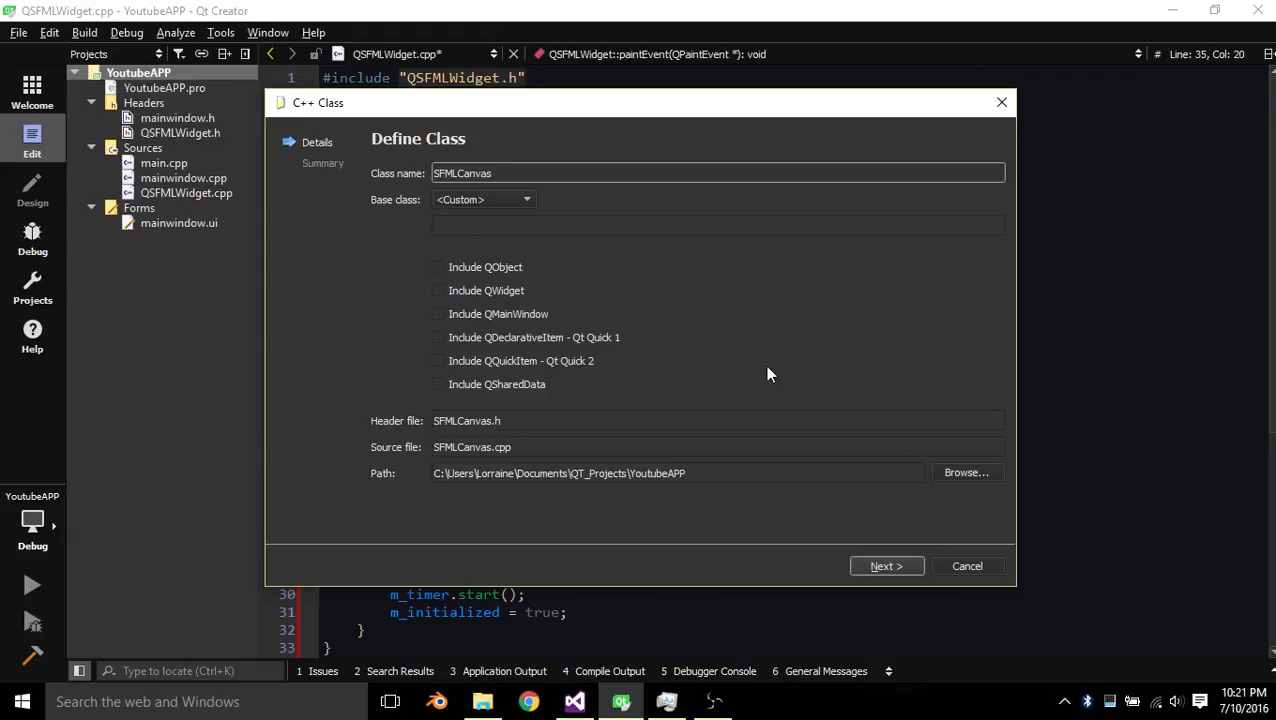 QSFMLWidget.cpp - YoutubeAPP - Qt Creator
File Edit Build Debug Analyze Tools Window Help
Projects QSFMLWidget.cpp* QSFMLWidget::paintEvent(QPaintEvent *): void # Line: 35, Col: 20
Welcome
Edit
Design
Debug
Projects
Help
YoutubeAPP
Debug
YoutubeAPP
YoutubeAPP.pro
Headers
mainwindow.h
QSFMLWidget.h
Sources
main.cpp
mainwindow.cpp
QSFMLWidget.cpp
Forms
mainwindow.ui
1 #include "QSFMLWidget.h"
C++ Class
Details
Summary
Define Class
Class name: SFMLCanvas
Base class: <Custom>
Include QObject
Include QWidget
Include QMainWindow
Include QDeclarativeItem - Qt Quick 1
Include QQuickItem - Qt Quick 2
Include QSharedData
Header file: SFMLCanvas.h
Source file: SFMLCanvas.cpp
Path: C:\Users\Lorraine\Documents\QT_Projects\YoutubeAPP Browse...
Next > Cancel
30 m_timer.start();
31 m_initialized = true;
32 }
33 }
Type to locate (Ctrl+K) 1 Issues 2 Search Results 3 Application Output 4 Compile Output 5 Debugger Console 6 General Messages
Search the web and Windows
10:21 PM
7/10/2016